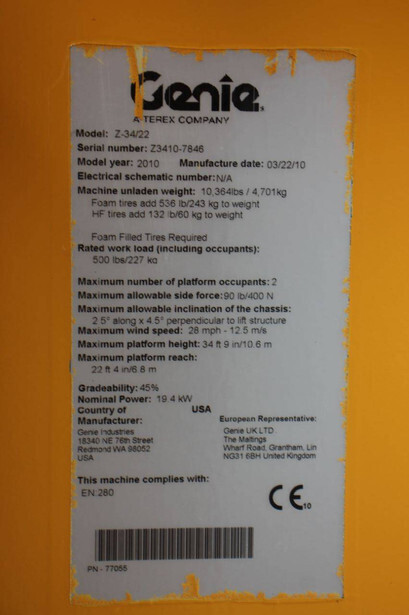 Genie
A TEREX COMPANY
Model: Z-34/22
Serial number: Z3410-7846
Model year: 2010 Manufacture date: 03/22/10
Electrical schematic number: N/A
Machine unladen weight: 10,364lbs / 4,701kg
Foam tires add 536 lb/243 kg to weight
HF tires add 132 lb/60 kg to weight
Foam Filled Tires Required
Rated work load (including occupants):
500 lbs/227 kg
Maximum number of platform occupants: 2
Maximum allowable side force: 90 lb/400 N
Maximum allowable inclination of the chassis:
2.5° along x 4.5° perpendicular to lift structure
Maximum wind speed: 28 mph - 12.5 m/s
Maximum platform height: 34 ft 9 in/10.6 m
Maximum platform reach:
22 ft 4 in/6.8 m
Gradeability: 45%
Nominal Power: 19.4 kW
Country of USA
Manufacturer: European Representative:
Genie Industries Genie UK LTD.
18340 NE 76th Street The Maltings
Redmond WA 98052 Wharf Road, Grantham, Lin
USA NG31 6BH United Kingdom
This machine complies with:
EN 280
CE 10
PN - 77055